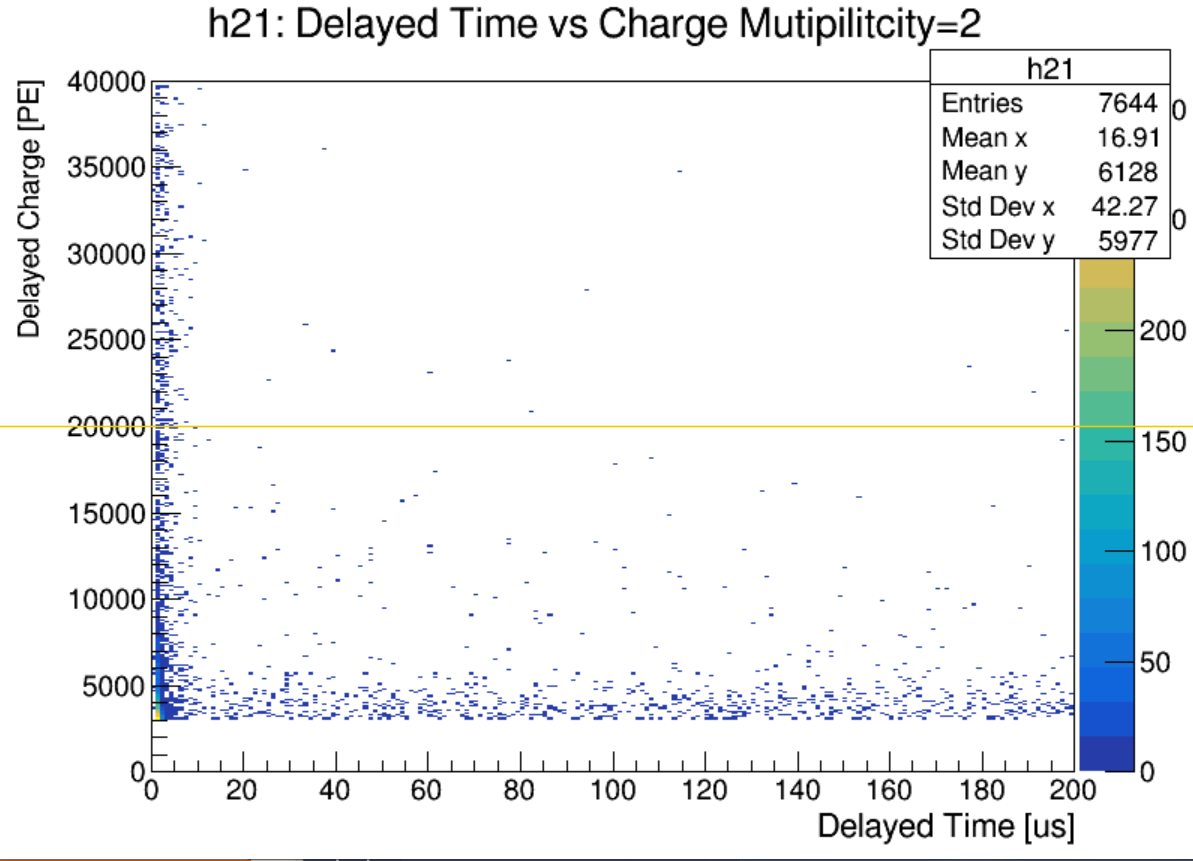 h21: Delayed Time vs Charge Mutipilitcity=2
h21
Entries 7644
Mean x 16.91
Mean y 6128
Std Dev x 42.27
Std Dev y 5977
Delayed Charge [PE]
40000
35000
30000
25000
20000
15000
10000
5000
0
0 20 40 60 80 100 120 140 160 180 200
Delayed Time [us]
0
0
200
150
100
50
0